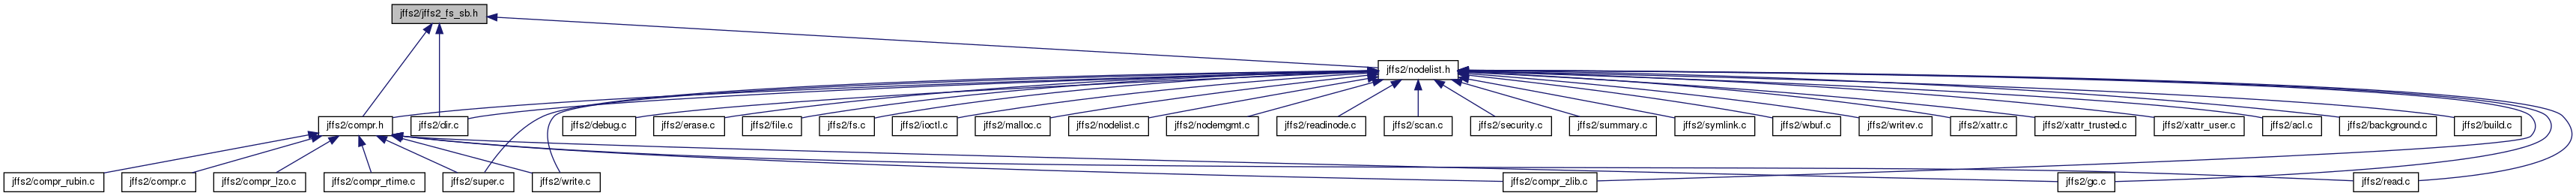 jffs2/jffs2_fs_sb.h
jffs2/nodelist.h
jffs2/compr.h
jffs2/dir.c
jffs2/debug.c
jffs2/erase.c
jffs2/file.c
jffs2/fs.c
jffs2/ioctl.c
jffs2/malloc.c
jffs2/nodelist.c
jffs2/nodemgmt.c
jffs2/readinode.c
jffs2/scan.c
jffs2/security.c
jffs2/summary.c
jffs2/symlink.c
jffs2/wbuf.c
jffs2/writev.c
jffs2/xattr.c
jffs2/xattr_trusted.c
jffs2/xattr_user.c
jffs2/acl.c
jffs2/background.c
jffs2/build.c
jffs2/compr_rubin.c
jffs2/compr.c
jffs2/compr_lzo.c
jffs2/compr_rtime.c
jffs2/super.c
jffs2/write.c
jffs2/compr_zlib.c
jffs2/gc.c
jffs2/read.c